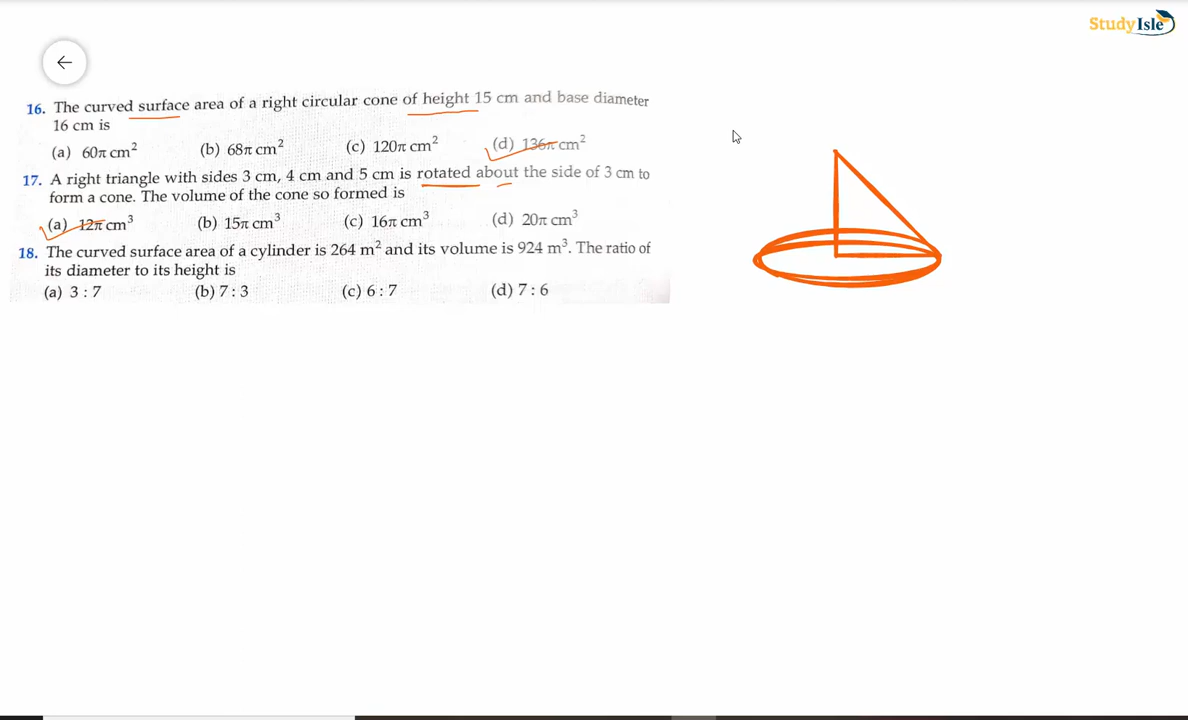 Study Isle
16. The curved surface area of a right circular cone of height 15 cm and base diameter
16 cm is
(a) 60π cm² (b) 68π cm² (c) 120π cm² (d) 136π cm²
17. A right triangle with sides 3 cm, 4 cm and 5 cm is rotated about the side of 3 cm to
form a cone. The volume of the cone so formed is
(a) 12π cm³ (b) 15π cm³ (c) 16π cm³ (d) 20π cm³
18. The curved surface area of a cylinder is 264 m² and its volume is 924 m³. The ratio of
its diameter to its height is
(a) 3 : 7 (b) 7 : 3 (c) 6 : 7 (d) 7 : 6